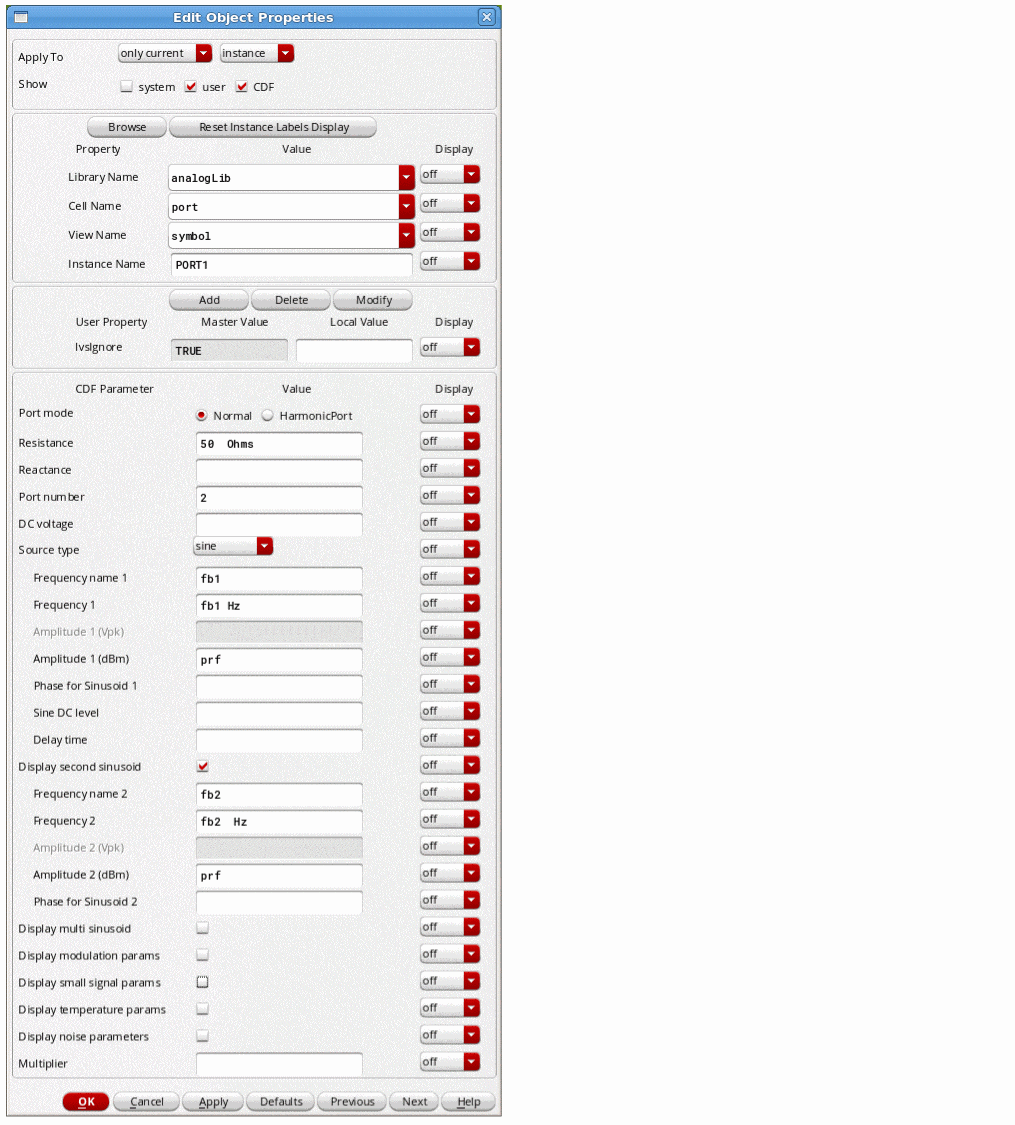 Edit Object Properties
Apply To only current instance
Show system user CDF
Browse Reset Instance Labels Display
Property Value Display
Library Name analogLib off
Cell Name port off
View Name symbol off
Instance Name PORT1 off
Add Delete Modify
User Property Master Value Local Value Display
lvsIgnore TRUE off
CDF Parameter Value Display
Port mode Normal HarmonicPort off
Resistance 50 Ohms off
Reactance off
Port number 2 off
DC voltage off
Source type sine off
Frequency name 1 fb1 off
Frequency 1 fb1 Hz off
Amplitude 1 (Vpk) off
Amplitude 1 (dBm) prf off
Phase for Sinusoid 1 off
Sine DC level off
Delay time off
Display second sinusoid off
Frequency name 2 fb2 off
Frequency 2 fb2 Hz off
Amplitude 2 (Vpk) off
Amplitude 2 (dBm) prf off
Phase for Sinusoid 2 off
Display multi sinusoid off
Display modulation params off
Display small signal params off
Display temperature params off
Display noise parameters off
Multiplier off
OK Cancel Apply Defaults Previous Next Help